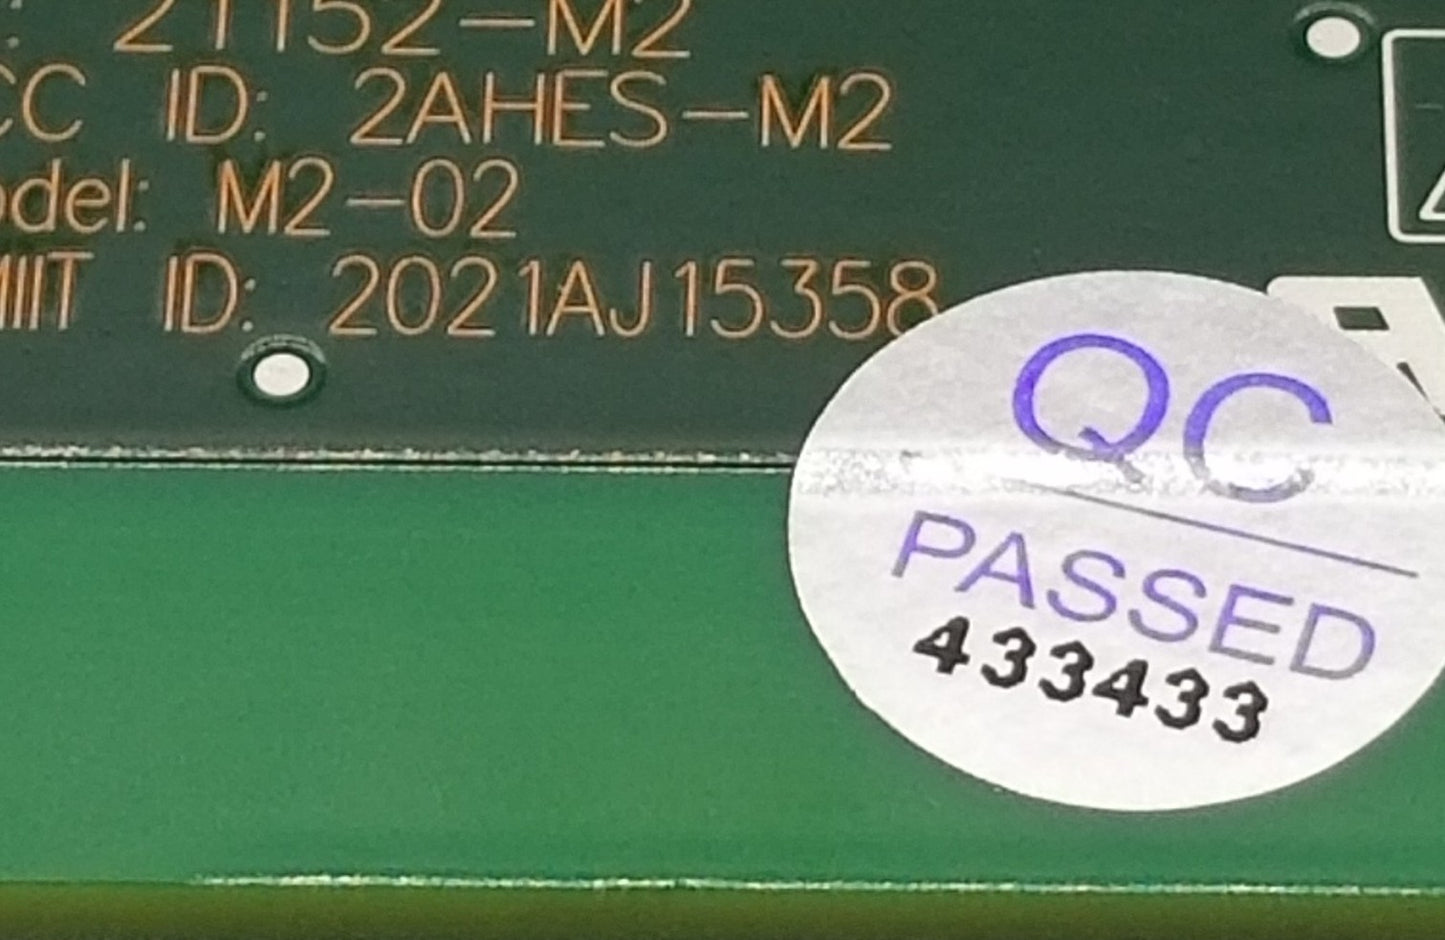 : 21152-M2
CC ID: 2AHES-M2
odel: M2-02
MIIT ID: 2021AJ15358
QC
PASSED
433433